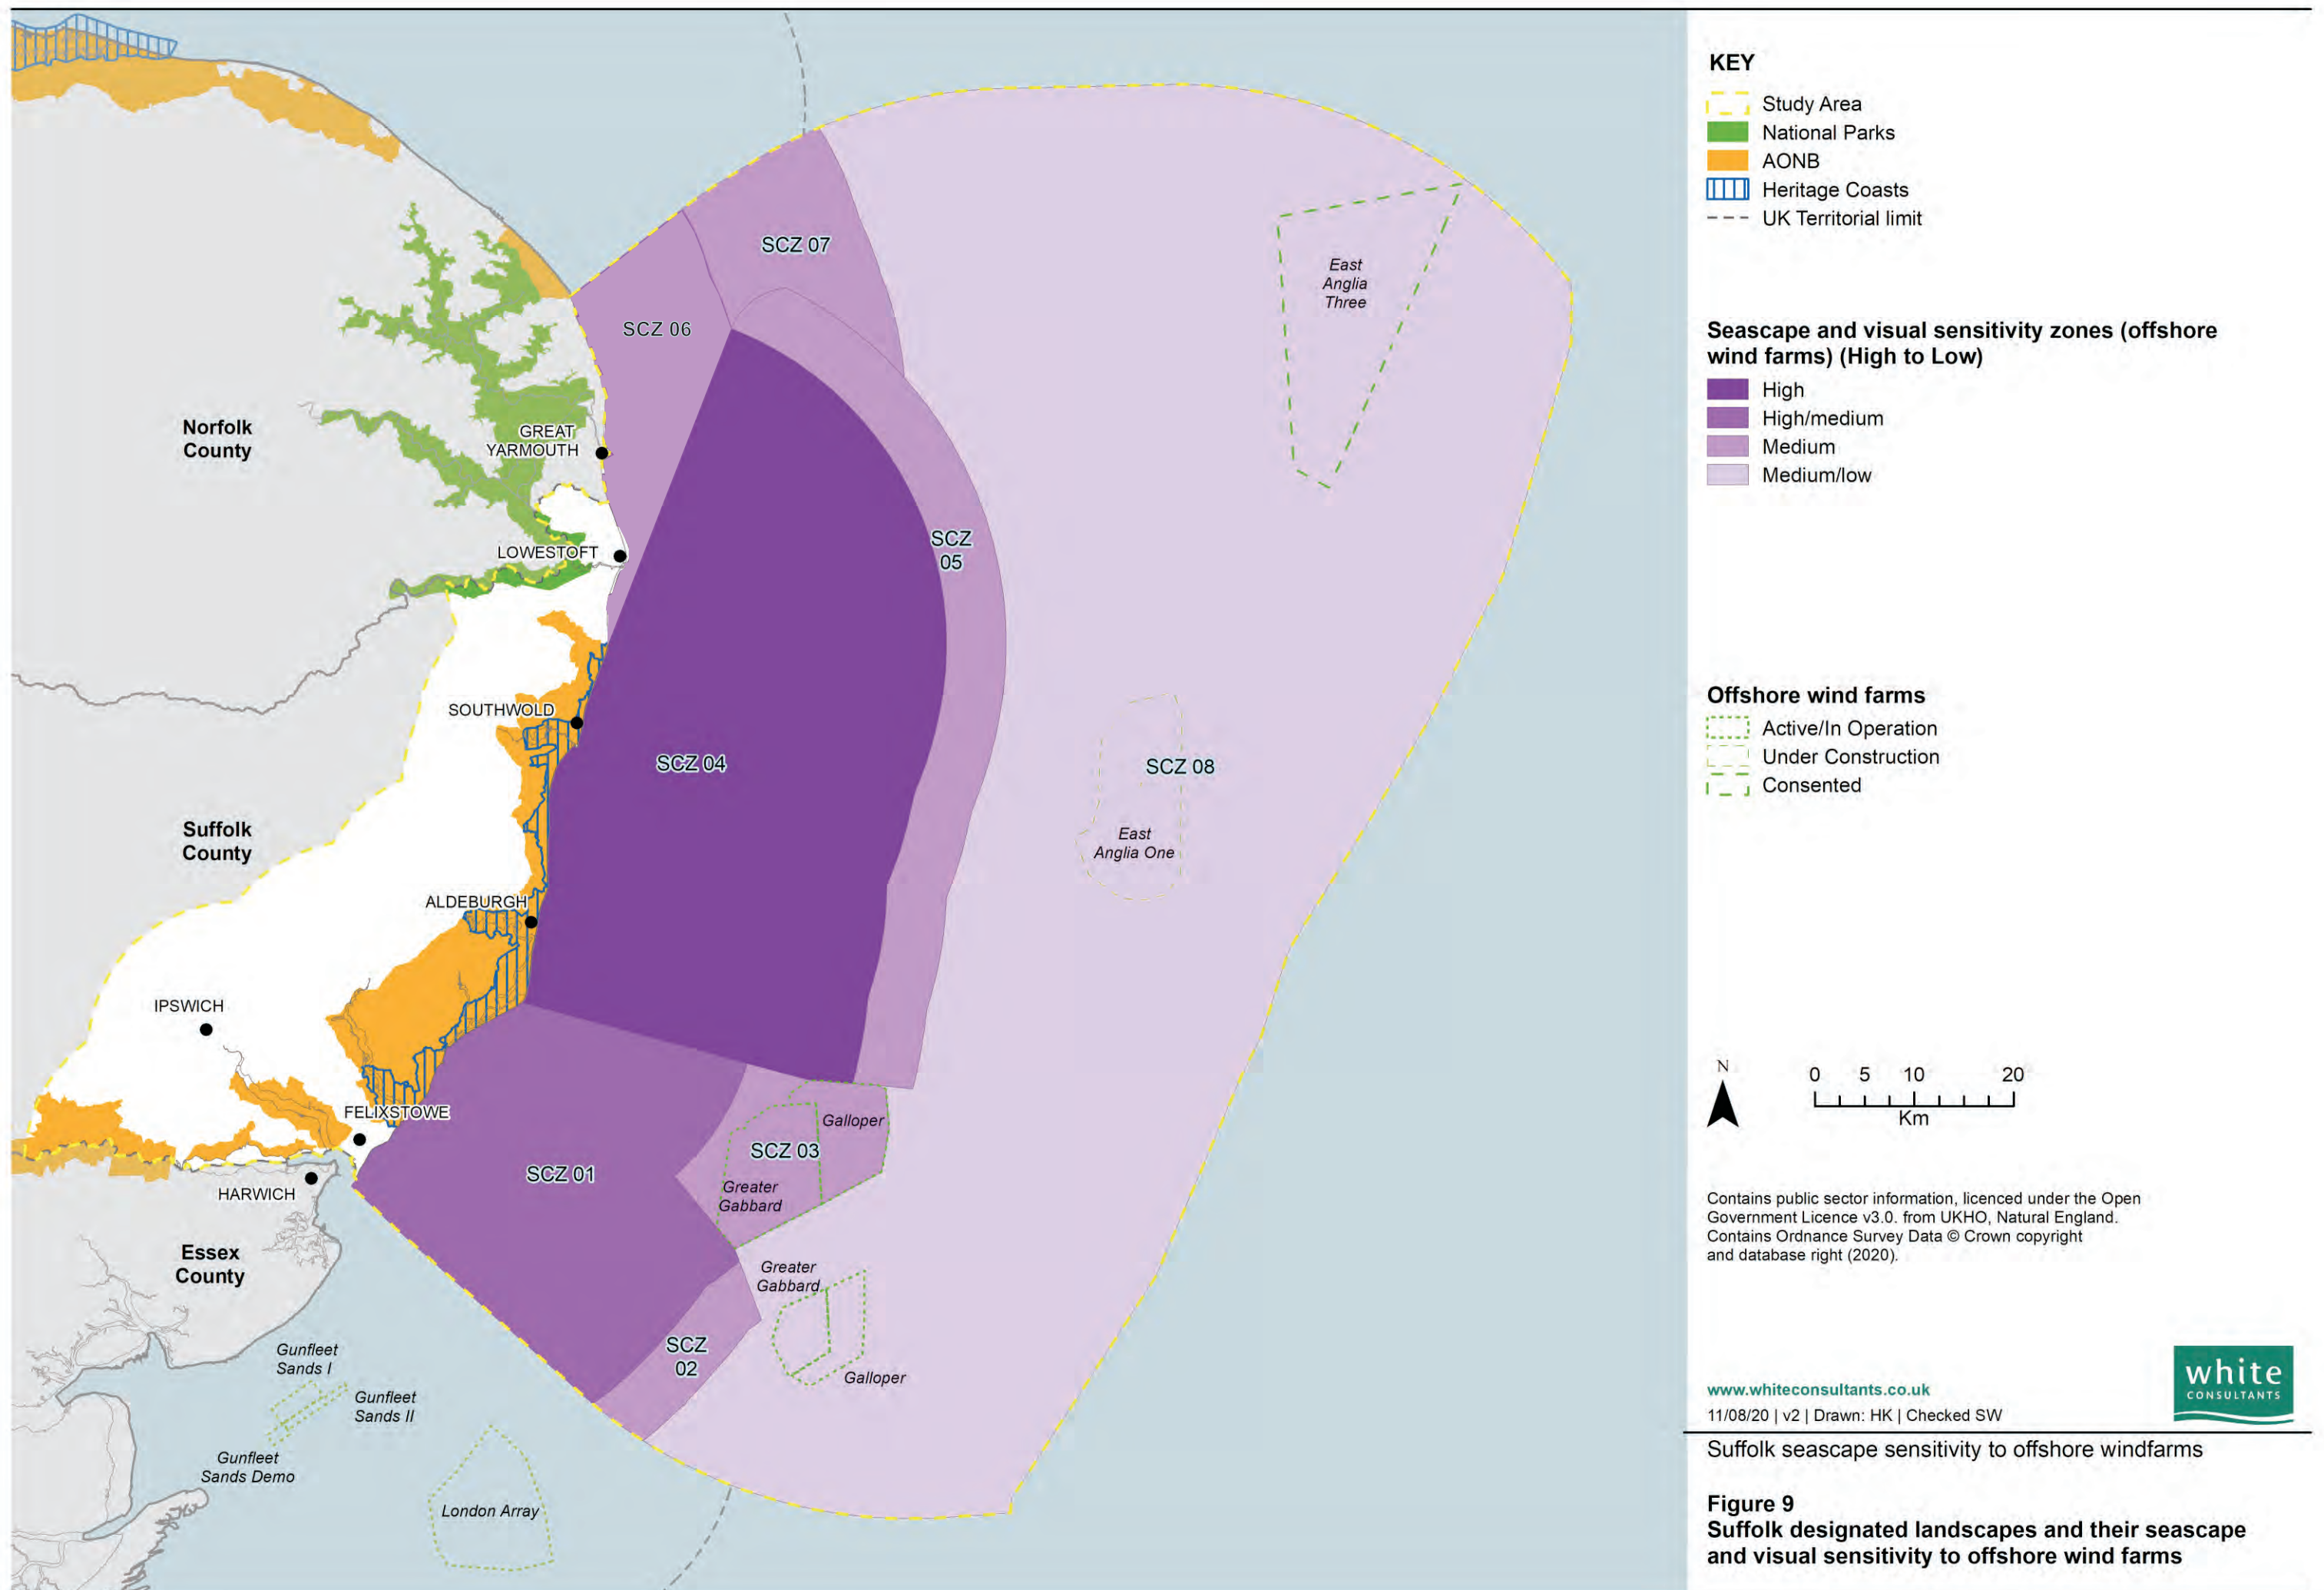 SCZ 07
East
Anglia
Three
SCZ 06
Norfolk
County
GREAT
YARMOUTH
LOWESTOFT
SCZ
05
SOUTHWOLD
SCZ 04
SCZ 08
Suffolk
County
East
Anglia One
ALDEBURGH
IPSWICH
FELIXSTOWE
Galloper
SCZ 03
SCZ 01
Greater
Gabbard
HARWICH
Essex
County
Greater
Gabbard
SCZ
02
Galloper
Gunfleet
Sands I
Gunfleet
Sands II
Gunfleet
Sands Demo
London Array
KEY
Study Area
National Parks
AONB
Heritage Coasts
UK Territorial limit
Seascape and visual sensitivity zones (offshore
wind farms) (High to Low)
High
High/medium
Medium
Medium/low
Offshore wind farms
Active/In Operation
Under Construction
Consented
N
0 5 10 20
Km
Contains public sector information, licenced under the Open
Government Licence v3.0. from UKHO, Natural England.
Contains Ordnance Survey Data © Crown copyright
and database right (2020).
white
CONSULTANTS
www.whiteconsultants.co.uk
11/08/20 | v2 | Drawn: HK | Checked SW
Suffolk seascape sensitivity to offshore windfarms
Figure 9
Suffolk designated landscapes and their seascape
and visual sensitivity to offshore wind farms